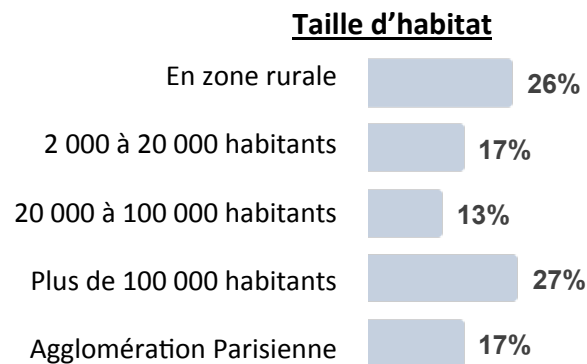 Taille d’habitat
En zone rurale 26%
2 000 à 20 000 habitants 17%
20 000 à 100 000 habitants 13%
Plus de 100 000 habitants 27%
Agglomération Parisienne 17%